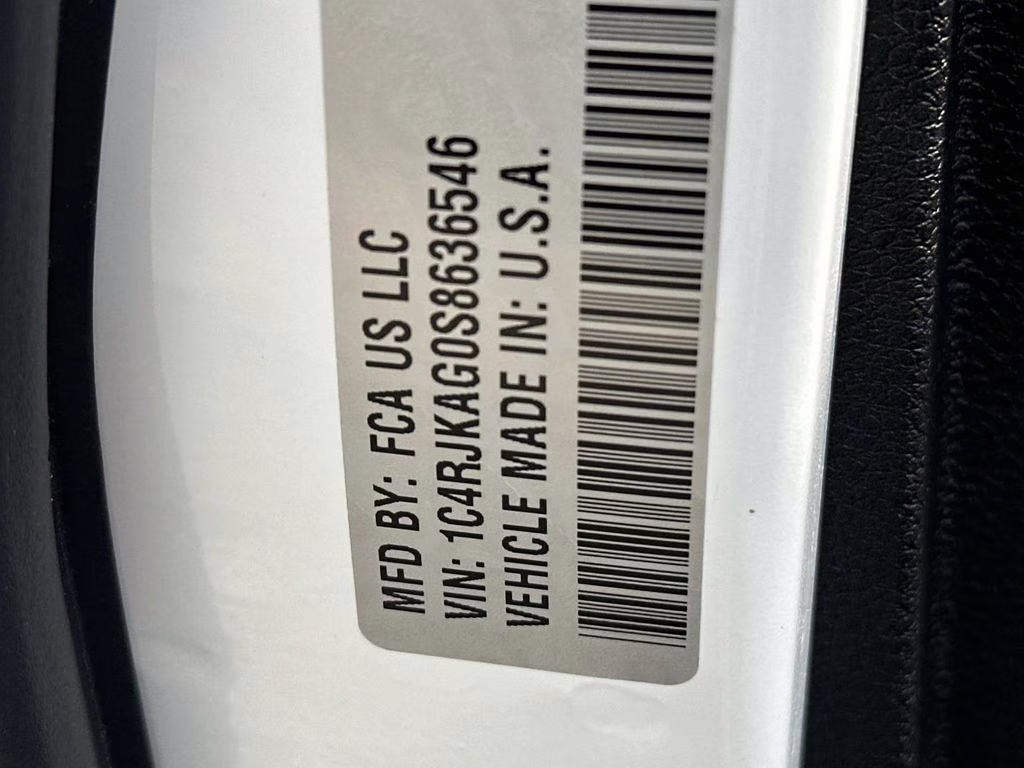 MFD BY: FCA US LLC
VIN: 1C4RJKAG0S8636546
VEHICLE MADE IN: U.S.A.